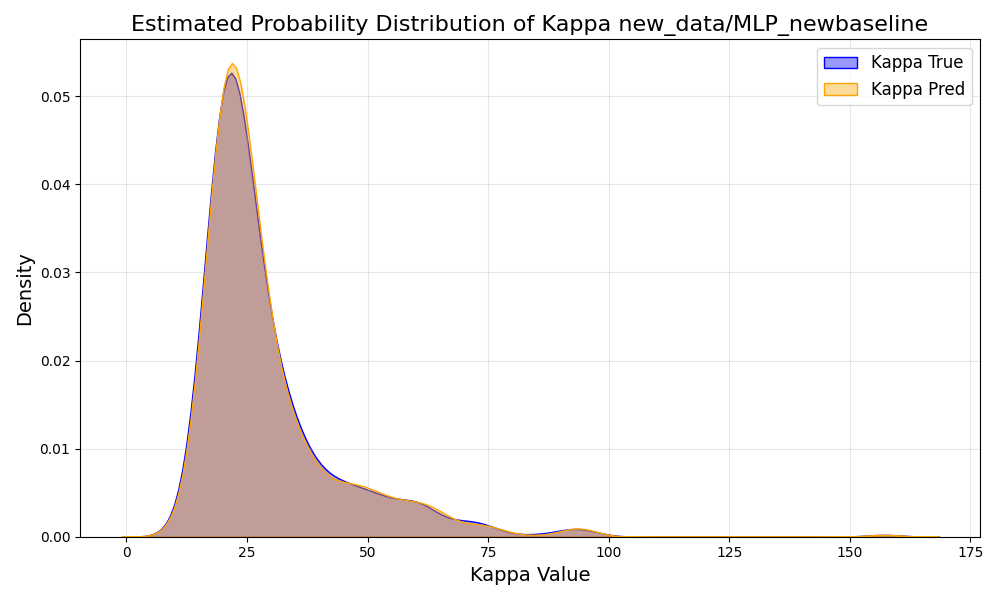 Estimated Probability Distribution of Kappa new_data/MLP_newbaseline
Kappa True
Kappa Pred
Density
0.05
0.04
0.03
0.02
0.01
0.00
0 25 50 75 100 125 150 175
Kappa Value